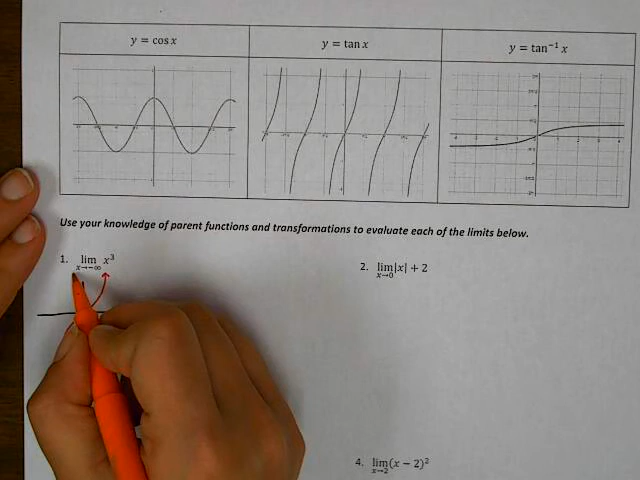 y = cos x
y = tan x
y = tan⁻¹ x
Use your knowledge of parent functions and transformations to evaluate each of the limits below.
1. lim x³
x→−∞
2. lim|x| + 2
x→0
4. lim(x − 2)²
x→2